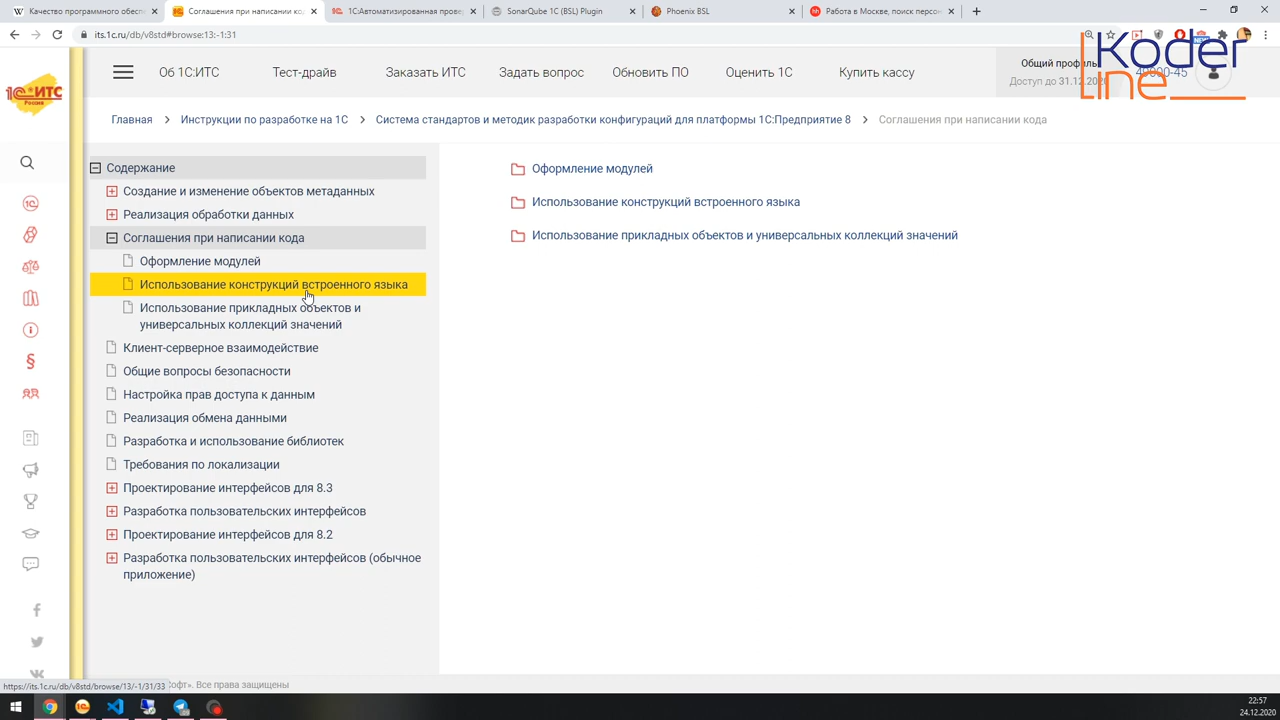 Качество программного обесп
Соглашения при написании кода
1С:Автоматизированная прове
SonarQube 1C (BSL) Plugin
Phoenix BSL
Работа в Москве, поиск персон
its.1c.ru/db/v8std#browse:13:-1:31
Koder
line
1С:ИТС
Россия
Об 1С:ИТС
Тест-драйв
Заказать ИТС
Задать вопрос
Обновить ПО
Оценить 1С
Купить кассу
Общий профиль
Доступ до 31.12.
Главная
Инструкции по разработке на 1С
Система стандартов и методик разработки конфигураций для платформы 1С:Предприятие 8
Соглашения при написании кода
Содержание
Создание и изменение объектов метаданных
Реализация обработки данных
Соглашения при написании кода
Оформление модулей
Использование конструкций встроенного языка
Использование прикладных объектов и
универсальных коллекций значений
Клиент-серверное взаимодействие
Общие вопросы безопасности
Настройка прав доступа к данным
Реализация обмена данными
Разработка и использование библиотек
Требования по локализации
Проектирование интерфейсов для 8.3
Разработка пользовательских интерфейсов
Проектирование интерфейсов для 8.2
Разработка пользовательских интерфейсов (обычное
приложение)
Оформление модулей
Использование конструкций встроенного языка
Использование прикладных объектов и универсальных коллекций значений
https://its.1c.ru/db/v8std/browse/13/-1/31/33
Софт». Все права защищены
22:57
24.12.2020